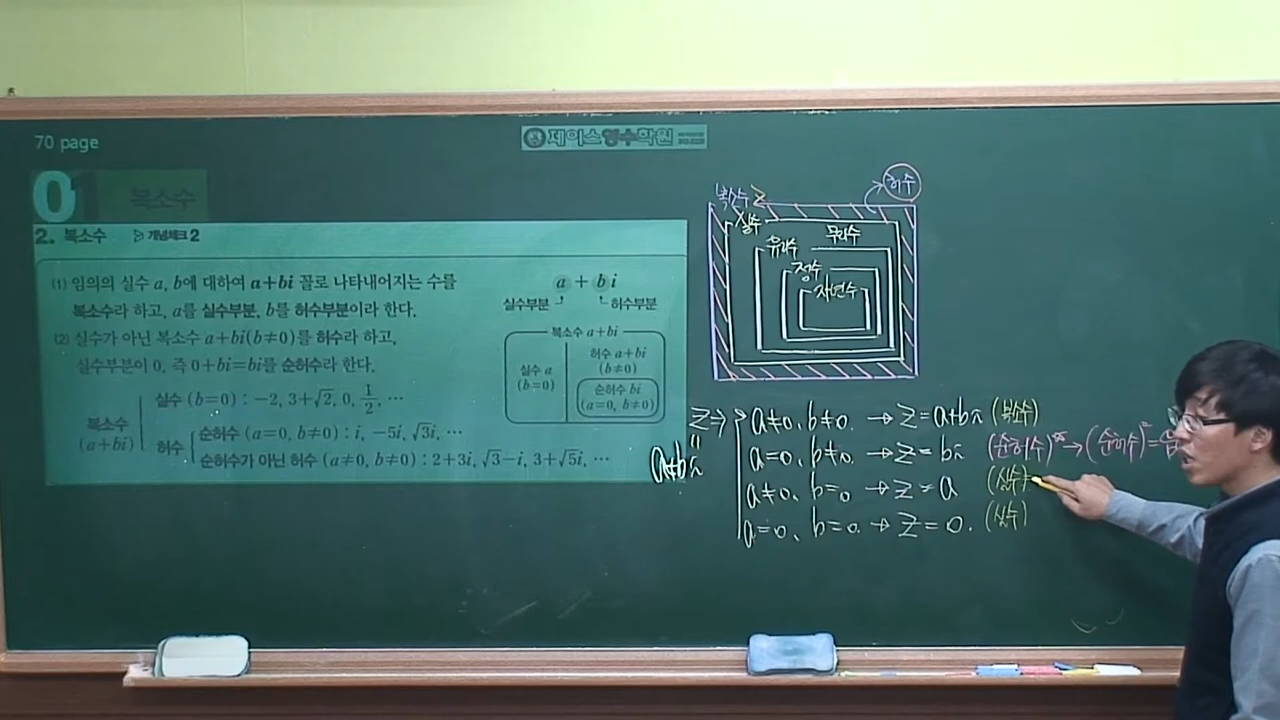 70 page
제이스영수학원
01 복소수
2. 복소수 ▷ 개념체크 2
(1) 임의의 실수 a, b에 대하여 a+bi 꼴로 나타내어지는 수를
복소수라 하고, a를 실수부분, b를 허수부분이라 한다.
(2) 실수가 아닌 복소수 a+bi(b≠0)를 허수라 하고,
실수부분이 0, 즉 0+bi=bi를 순허수라 한다.
복소수 (a+bi)
실수 (b=0) : -2, 3+√2, 0, 1/2, ⋯
허수
순허수 (a=0, b≠0) : i, -5i, √3i, ⋯
순허수가 아닌 허수 (a≠0, b≠0) : 2+3i, √3-i, 3+√5i, ⋯
a + b i
실수부분 허수부분
복소수 a+bi
실수 a (b=0)
허수 a+bi (b≠0)
순허수 bi (a=0, b≠0)
복소수 Z
허수
실수
유리수 무리수
정수
자연수
Z ⇒ a≠0, b≠0. → Z = a+bi (복소수)
a+bi
a=0, b≠0. → Z = bi (순허수) → (순허수)² = 음
a≠0, b=0 → Z = a (실수)
a=0, b=0. → Z = 0. (실수)